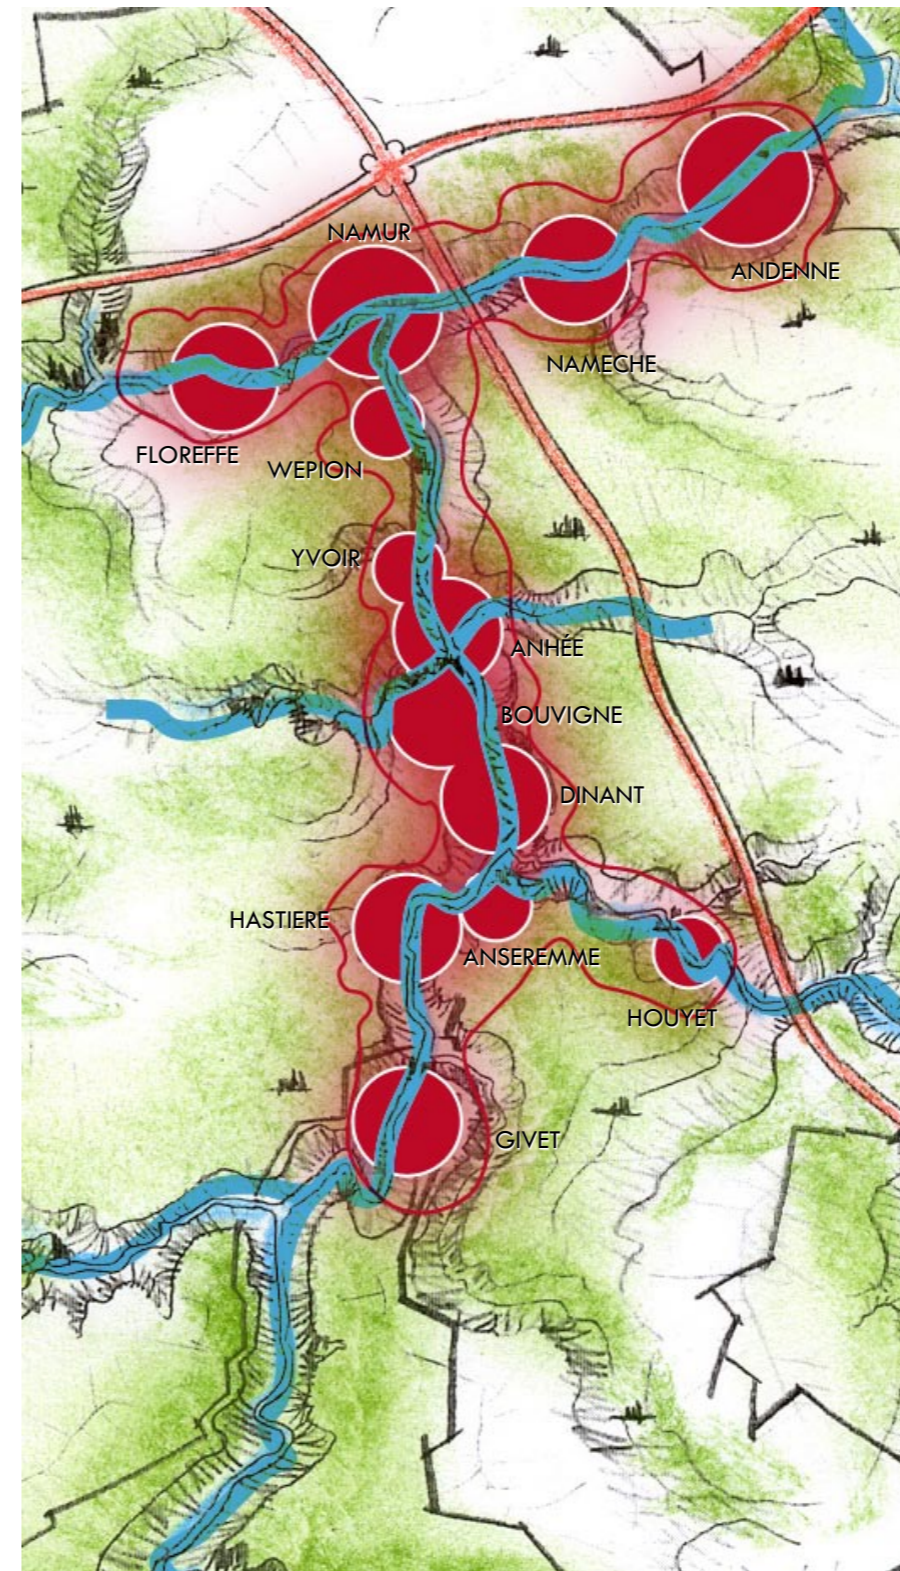 NAMUR
ANDENNE
NAMECHE
FLOREFFE
WEPION
YVOIR
ANHÉE
BOUVIGNE
DINANT
HASTIERE
ANSEREMME
HOUYET
GIVET